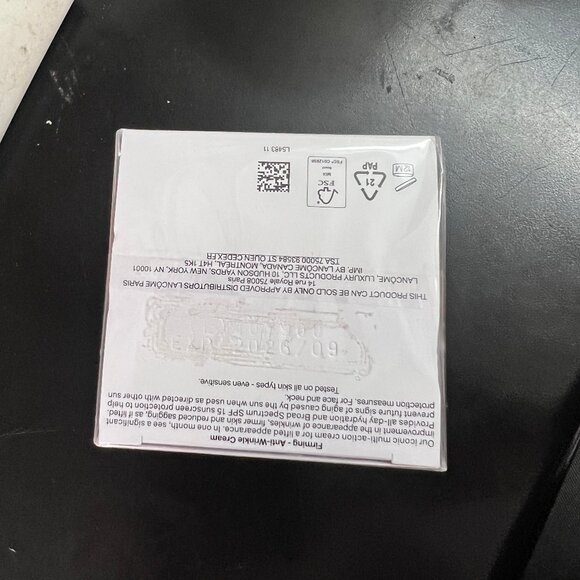 Firming - Anti-Wrinkle Cream
Our iconic multi-action cream for a lifted appearance. In one month, see a significant
improvement in the appearance of wrinkles, skin firmer and reduced sagging, as if lifted.
Provides all-day hydration and Broad Spectrum SPF 15 sunscreen protection to help
prevent future signs of aging caused by the sun when used as directed with other sun
protection measures. For face and neck.
Tested on all skin types - even sensitive.
EXP 2026/09
THIS PRODUCT CAN BE SOLD ONLY BY APPROVED DISTRIBUTORS LANCÔME PARIS
14 rue Royale 75008 Paris
LANCÔME, LUXURY PRODUCTS LLC, 10 HUDSON YARDS, NEW YORK, NY 10001
IMP. BY LANCÔME CANADA, MONTRÉAL, H4T 1K5
TSA 75000 93584 ST OUEN CEDEX.FR
12M
21
PAP
FSC
MIX
L5483 11